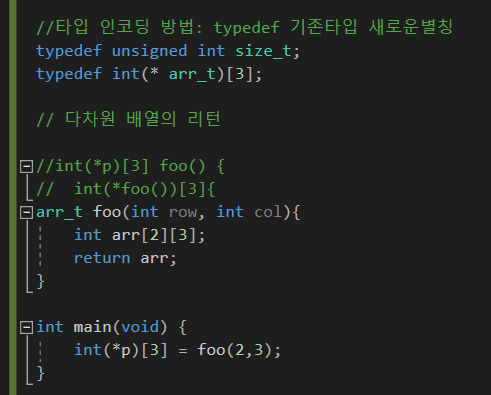 //타입 인코딩 방법: typedef 기존타입 새로운별칭
typedef unsigned int size_t;
typedef int(* arr_t)[3];
// 다차원 배열의 리턴
//int(*p)[3] foo() {
//  int(*foo())[3]{
arr_t foo(int row, int col){
    int arr[2][3];
    return arr;
}
int main(void) {
    int(*p)[3] = foo(2,3);
}